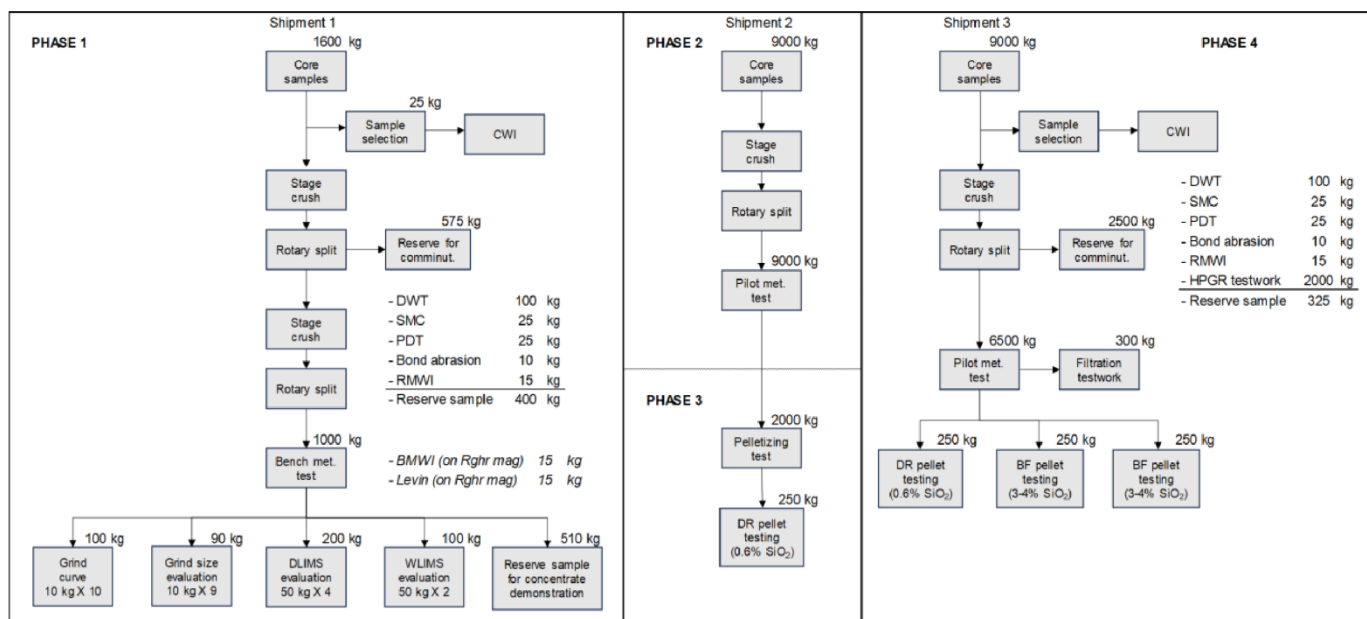 Shipment 1
PHASE 1
1600 kg
Core
samples
25 kg
Sample
selection
CWI
Stage
crush
575 kg
Rotary split
Reserve for
comminut.
- DWT 100 kg
- SMC 25 kg
- PDT 25 kg
- Bond abrasion 10 kg
- RMWI 15 kg
- Reserve sample 400 kg
Stage
crush
Rotary split
1000 kg
Bench met.
test
- BMWI (on Rghr mag) 15 kg
- Levin (on Rghr mag) 15 kg
100 kg
Grind
curve
10 kg X 10
90 kg
Grind size
evaluation
10 kg X 9
200 kg
DLIMS
evaluation
50 kg X 4
100 kg
WLIMS
evaluation
50 kg X 2
510 kg
Reserve sample
for concentrate
demonstration
Shipment 2
PHASE 2
9000 kg
Core
samples
Stage
crush
Rotary split
9000 kg
Pilot met.
test
PHASE 3
2000 kg
Pelletizing
test
250 kg
DR pellet
testing
(0.6% SiO₂)
Shipment 3
PHASE 4
9000 kg
Core
samples
Sample
selection
CWI
Stage
crush
2500 kg
Rotary split
Reserve for
comminut.
- DWT 100 kg
- SMC 25 kg
- PDT 25 kg
- Bond abrasion 10 kg
- RMWI 15 kg
- HPGR testwork 2000 kg
- Reserve sample 325 kg
6500 kg
Pilot met.
test
300 kg
Filtration
testwork
250 kg
DR pellet
testing
(0.6% SiO₂)
250 kg
BF pellet
testing
(3-4% SiO₂)
250 kg
BF pellet
testing
(3-4% SiO₂)